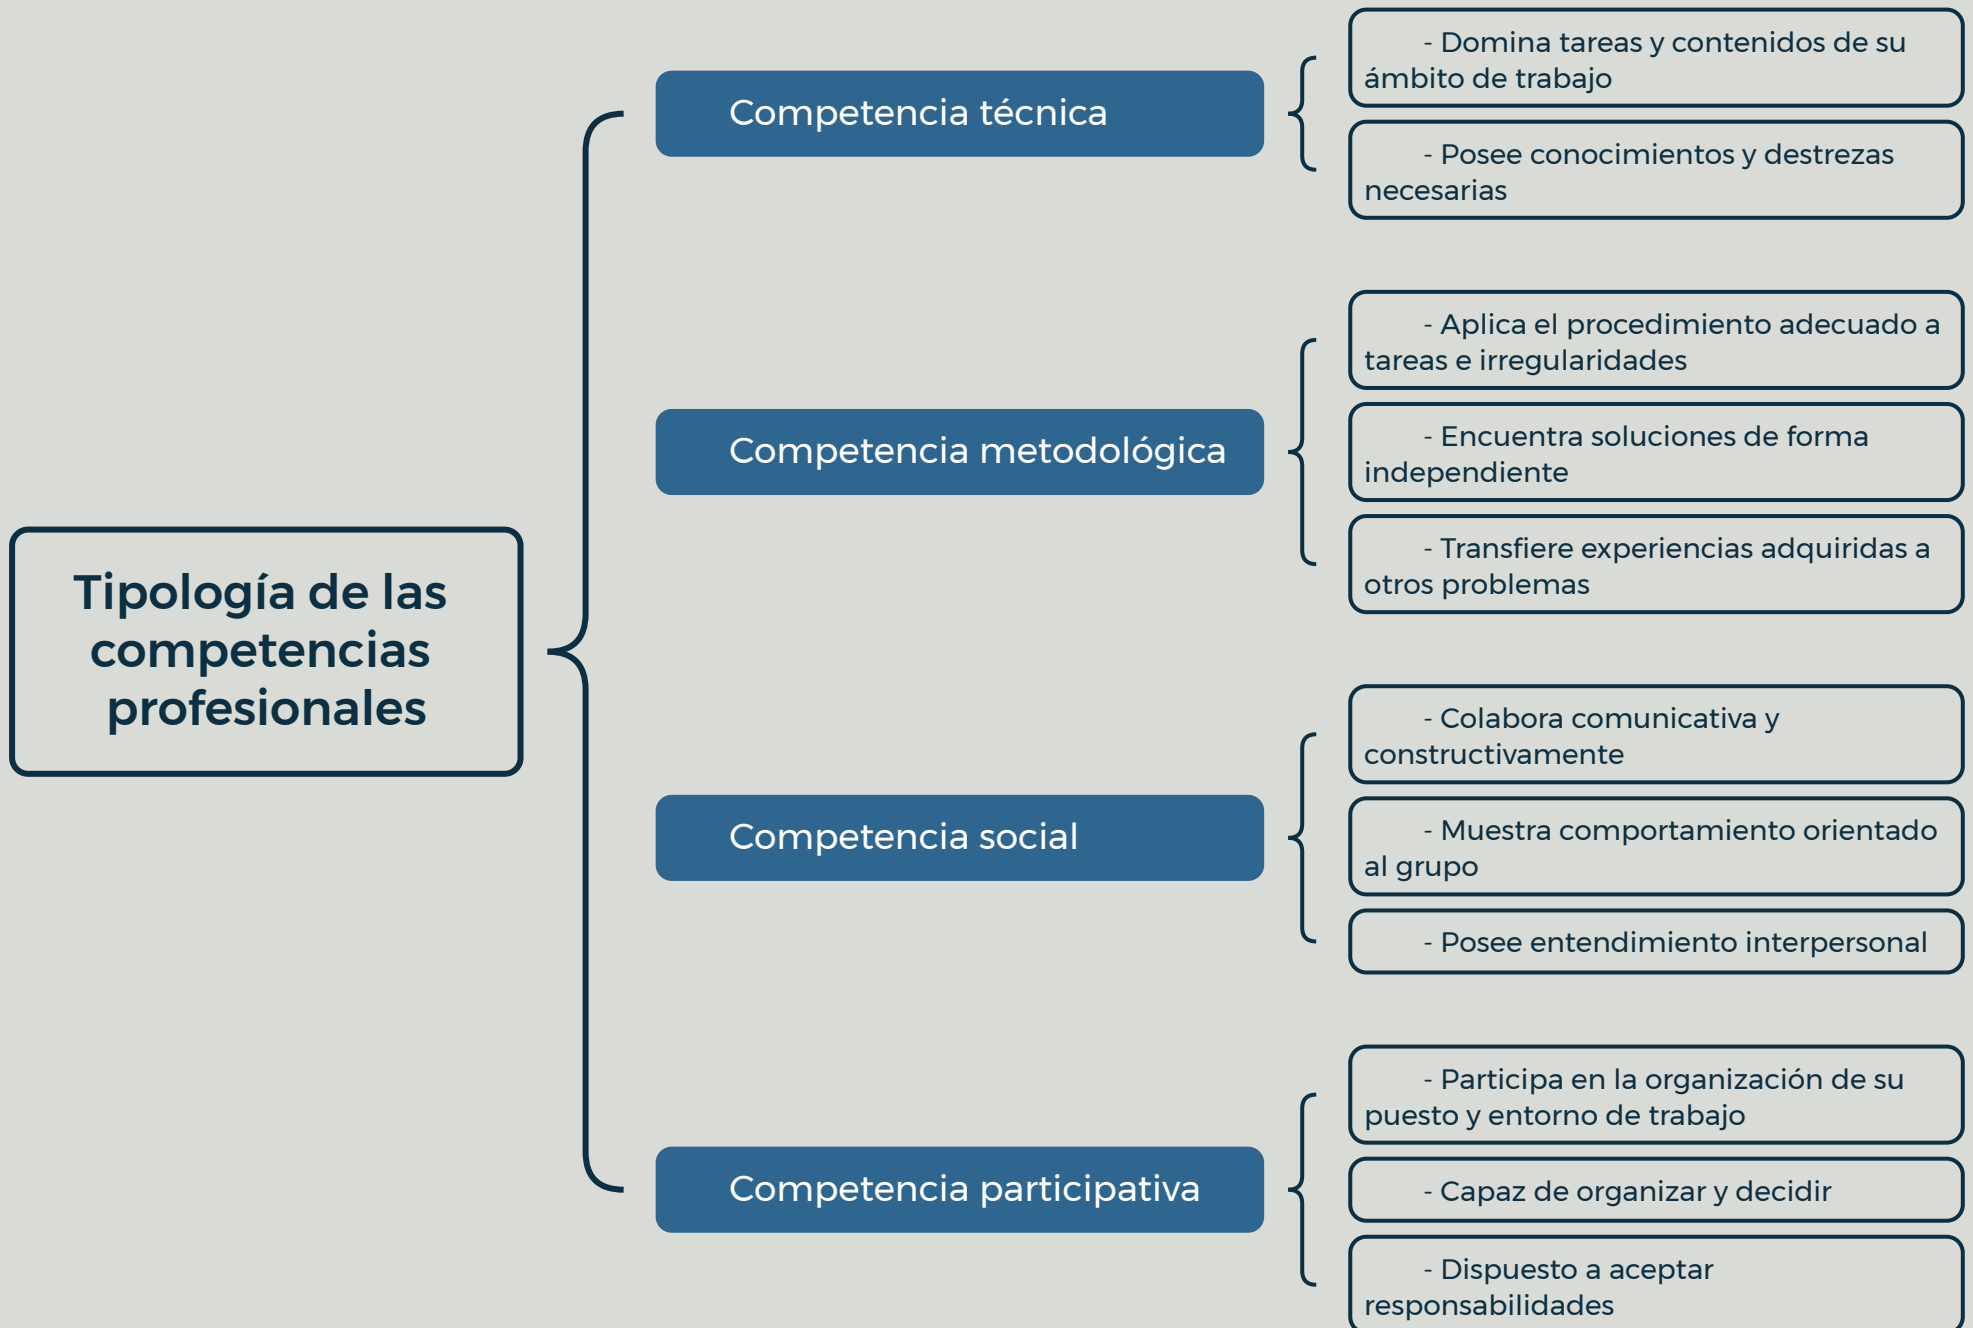 Tipología de las
competencias
profesionales
Competencia técnica
- Domina tareas y contenidos de su
ámbito de trabajo
- Posee conocimientos y destrezas
necesarias
Competencia metodológica
- Aplica el procedimiento adecuado a
tareas e irregularidades
- Encuentra soluciones de forma
independiente
- Transfiere experiencias adquiridas a
otros problemas
Competencia social
- Colabora comunicativa y
constructivamente
- Muestra comportamiento orientado
al grupo
- Posee entendimiento interpersonal
Competencia participativa
- Participa en la organización de su
puesto y entorno de trabajo
- Capaz de organizar y decidir
- Dispuesto a aceptar
responsabilidades